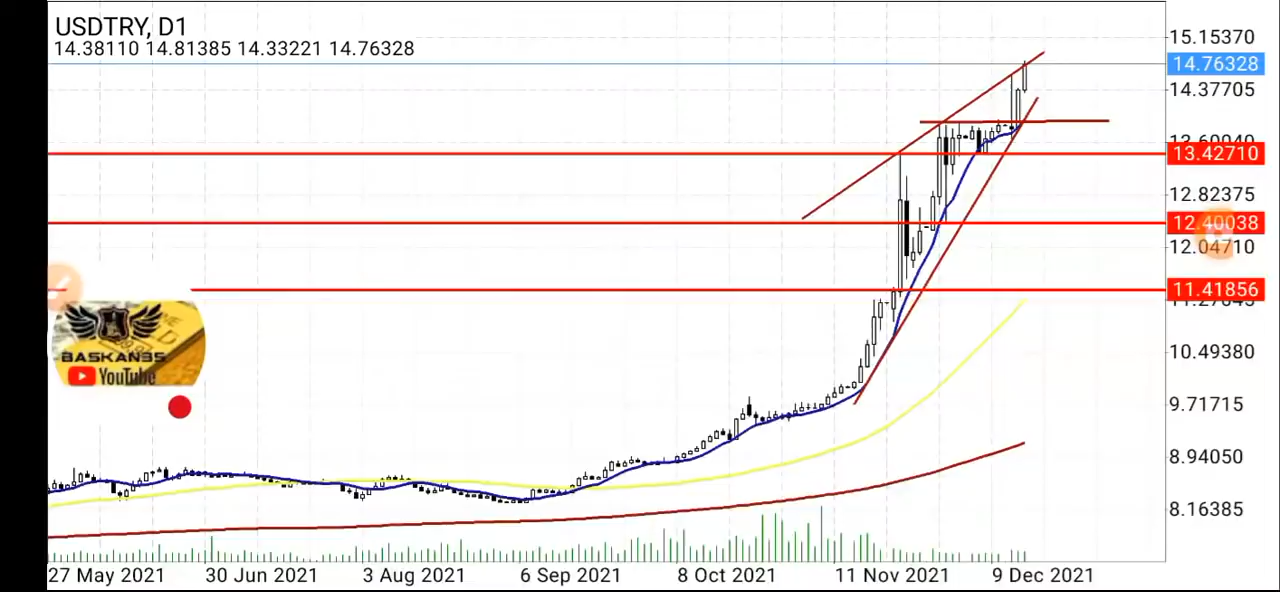 USDTRY, D1
14.38110 14.81385 14.33221 14.76328
15.15370
14.76328
14.37705
13.42710
12.82375
12.40038
12.04710
11.41856
10.49380
BASKAN35
YouTube
9.71715
8.94050
8.16385
27 May 2021 30 Jun 2021 3 Aug 2021 6 Sep 2021 8 Oct 2021 11 Nov 2021 9 Dec 2021